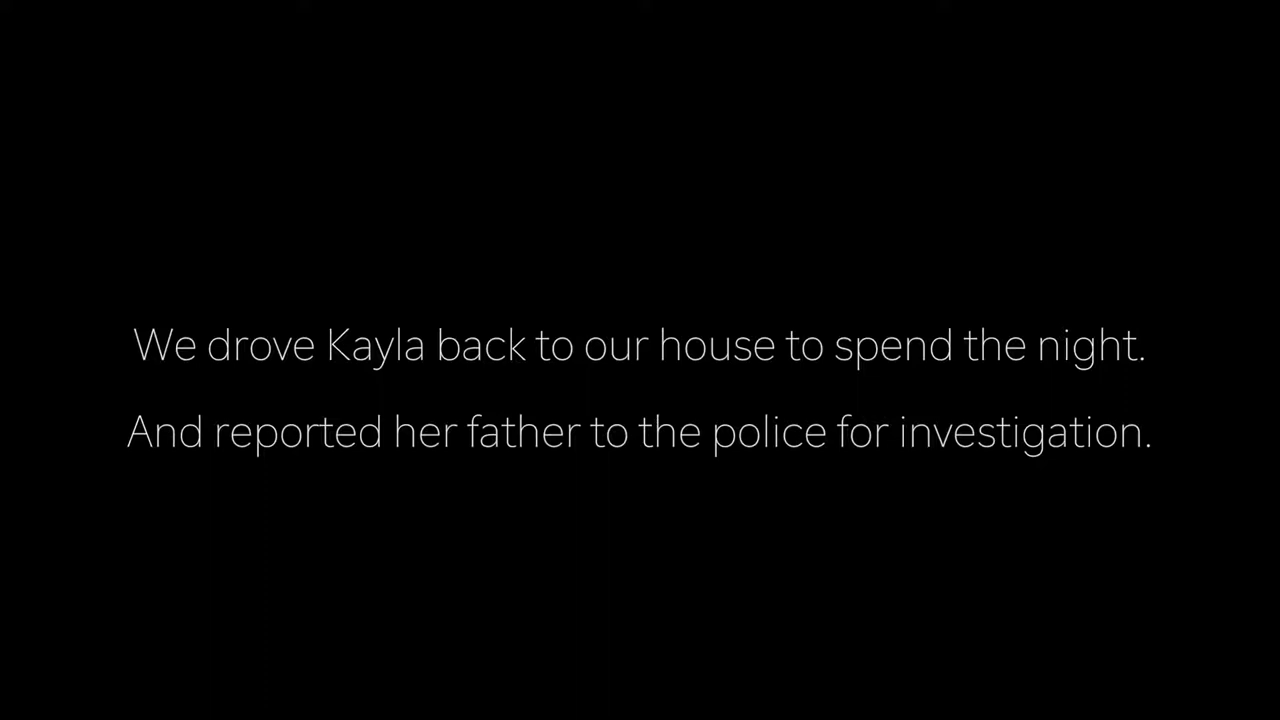 We drove Kayla back to our house to spend the night.
And reported her father to the police for investigation.